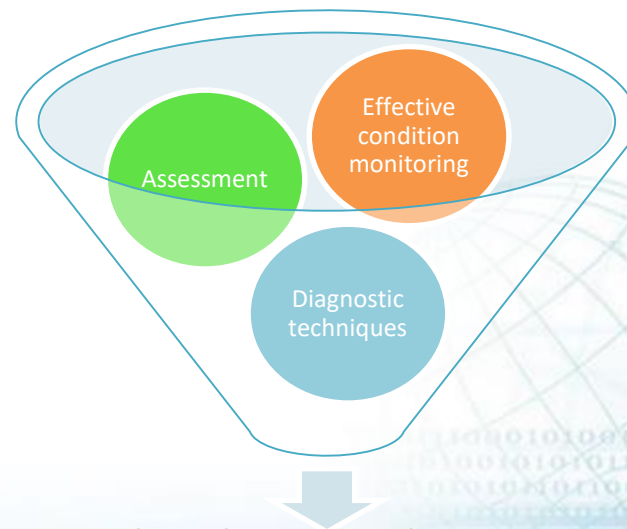 Effective
condition
monitoring
Assessment
Diagnostic
techniques